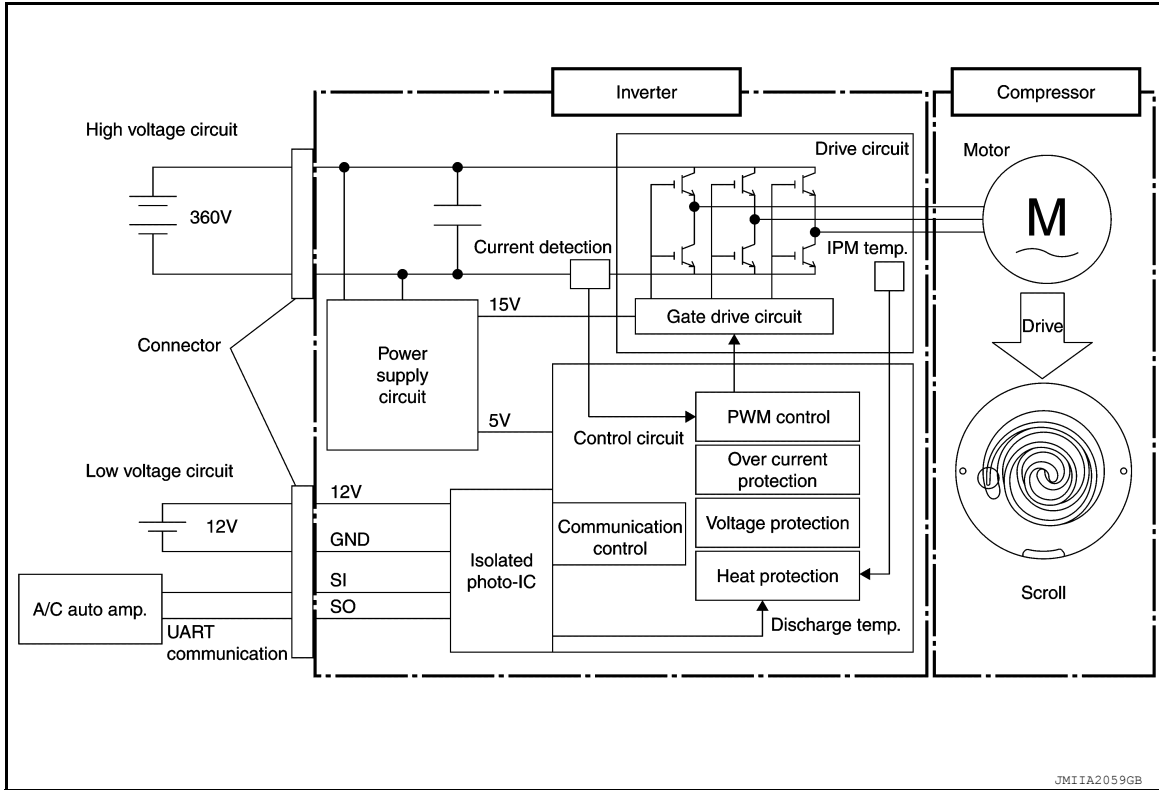 Inverter
Compressor
High voltage circuit
Drive circuit
Motor
360V
M
Current detection
IPM temp.
15V
Gate drive circuit
Drive
Connector
Power
supply
circuit
5V
PWM control
Control circuit
Over current
protection
Low voltage circuit
12V
12V
Communication
control
Voltage protection
GND
Isolated
photo-IC
Heat protection
SI
Scroll
A/C auto amp.
SO
Discharge temp.
UART
communication
JMIIA2059GB